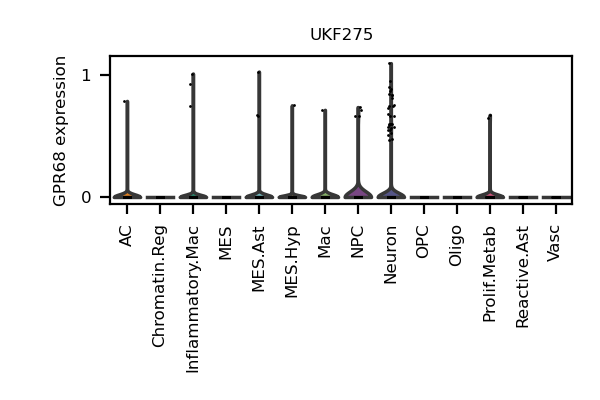 UKF275
GPR68 expression
1
0
AC
Chromatin.Reg
Inflammatory.Mac
MES
MES.Ast
MES.Hyp
Mac
NPC
Neuron
OPC
Oligo
Prolif.Metab
Reactive.Ast
Vasc